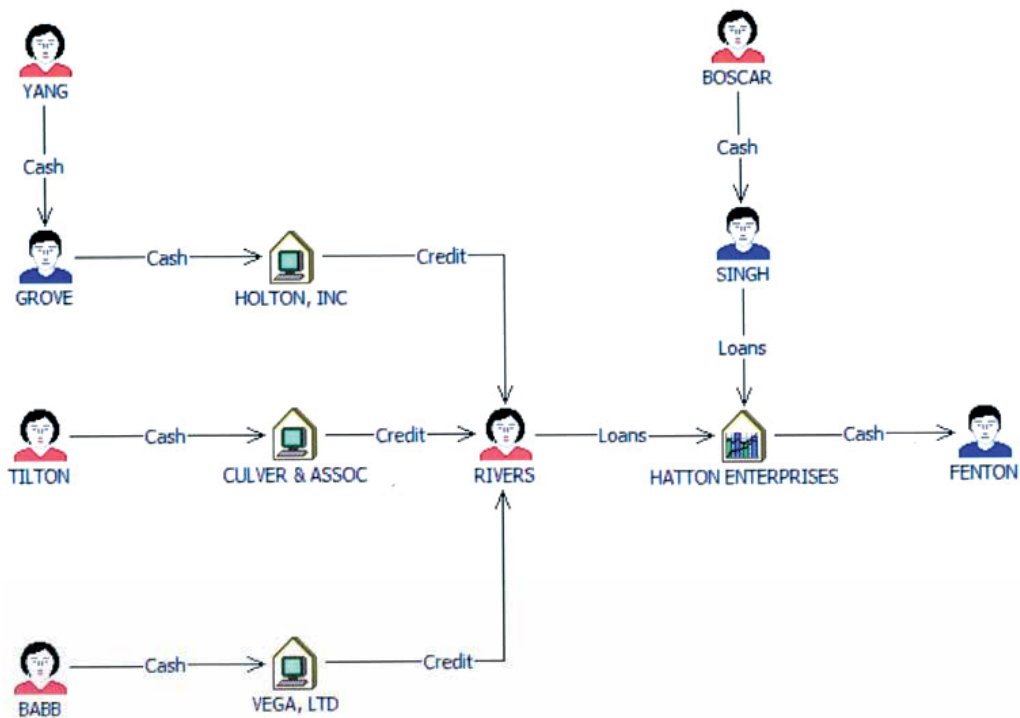 YANG
BOSCAR
Cash
Cash
GROVE
Cash
HOLTON, INC
Credit
SINGH
Loans
TILTON
Cash
CULVER & ASSOC
Credit
RIVERS
Loans
HATTON ENTERPRISES
Cash
FENTON
BABB
Cash
VEGA, LTD
Credit